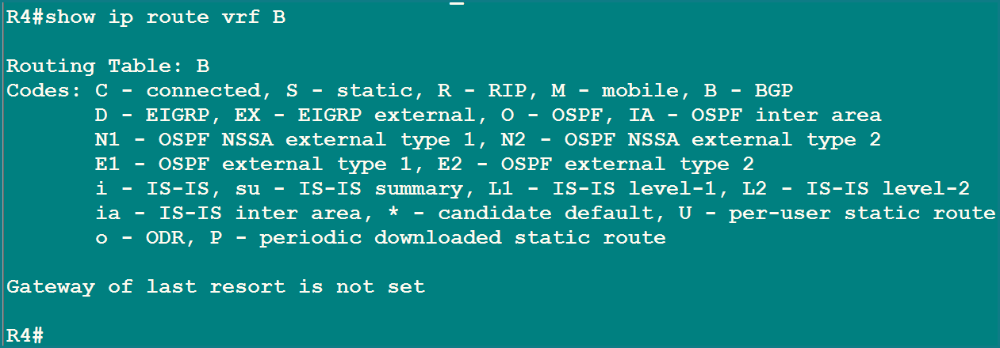 R4#show ip route vrf B
Routing Table: B
Codes: C - connected, S - static, R - RIP, M - mobile, B - BGP
D - EIGRP, EX - EIGRP external, O - OSPF, IA - OSPF inter area
N1 - OSPF NSSA external type 1, N2 - OSPF NSSA external type 2
E1 - OSPF external type 1, E2 - OSPF external type 2
i - IS-IS, su - IS-IS summary, L1 - IS-IS level-1, L2 - IS-IS level-2
ia - IS-IS inter area, * - candidate default, U - per-user static route
o - ODR, P - periodic downloaded static route
Gateway of last resort is not set
R4#